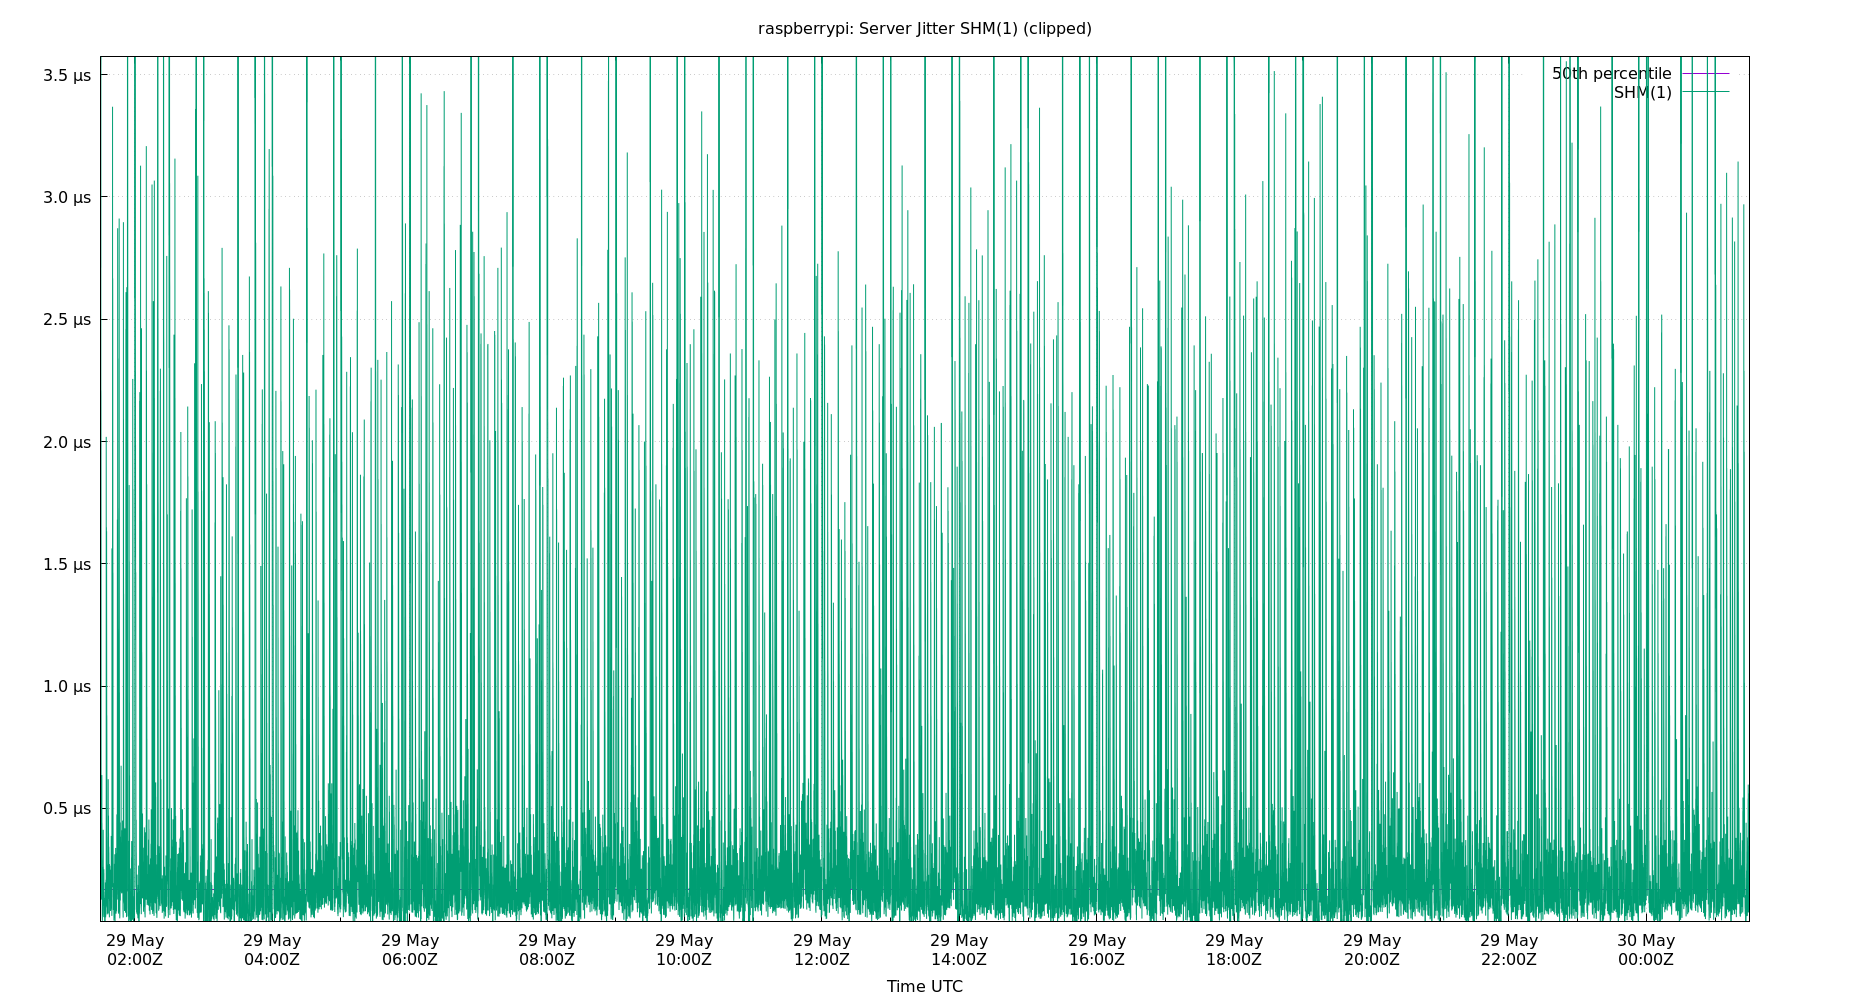 raspberrypi: Server Jitter SHM(1) (clipped)
3.5 µs
3.0 µs
2.5 µs
2.0 µs
1.5 µs
1.0 µs
0.5 µs
50th percentile
SHM(1)
29 May 29 May 29 May 29 May 29 May 29 May 29 May 29 May 29 May 29 May 29 May 30 May
02:00Z 04:00Z 06:00Z 08:00Z 10:00Z 12:00Z 14:00Z 16:00Z 18:00Z 20:00Z 22:00Z 00:00Z
Time UTC